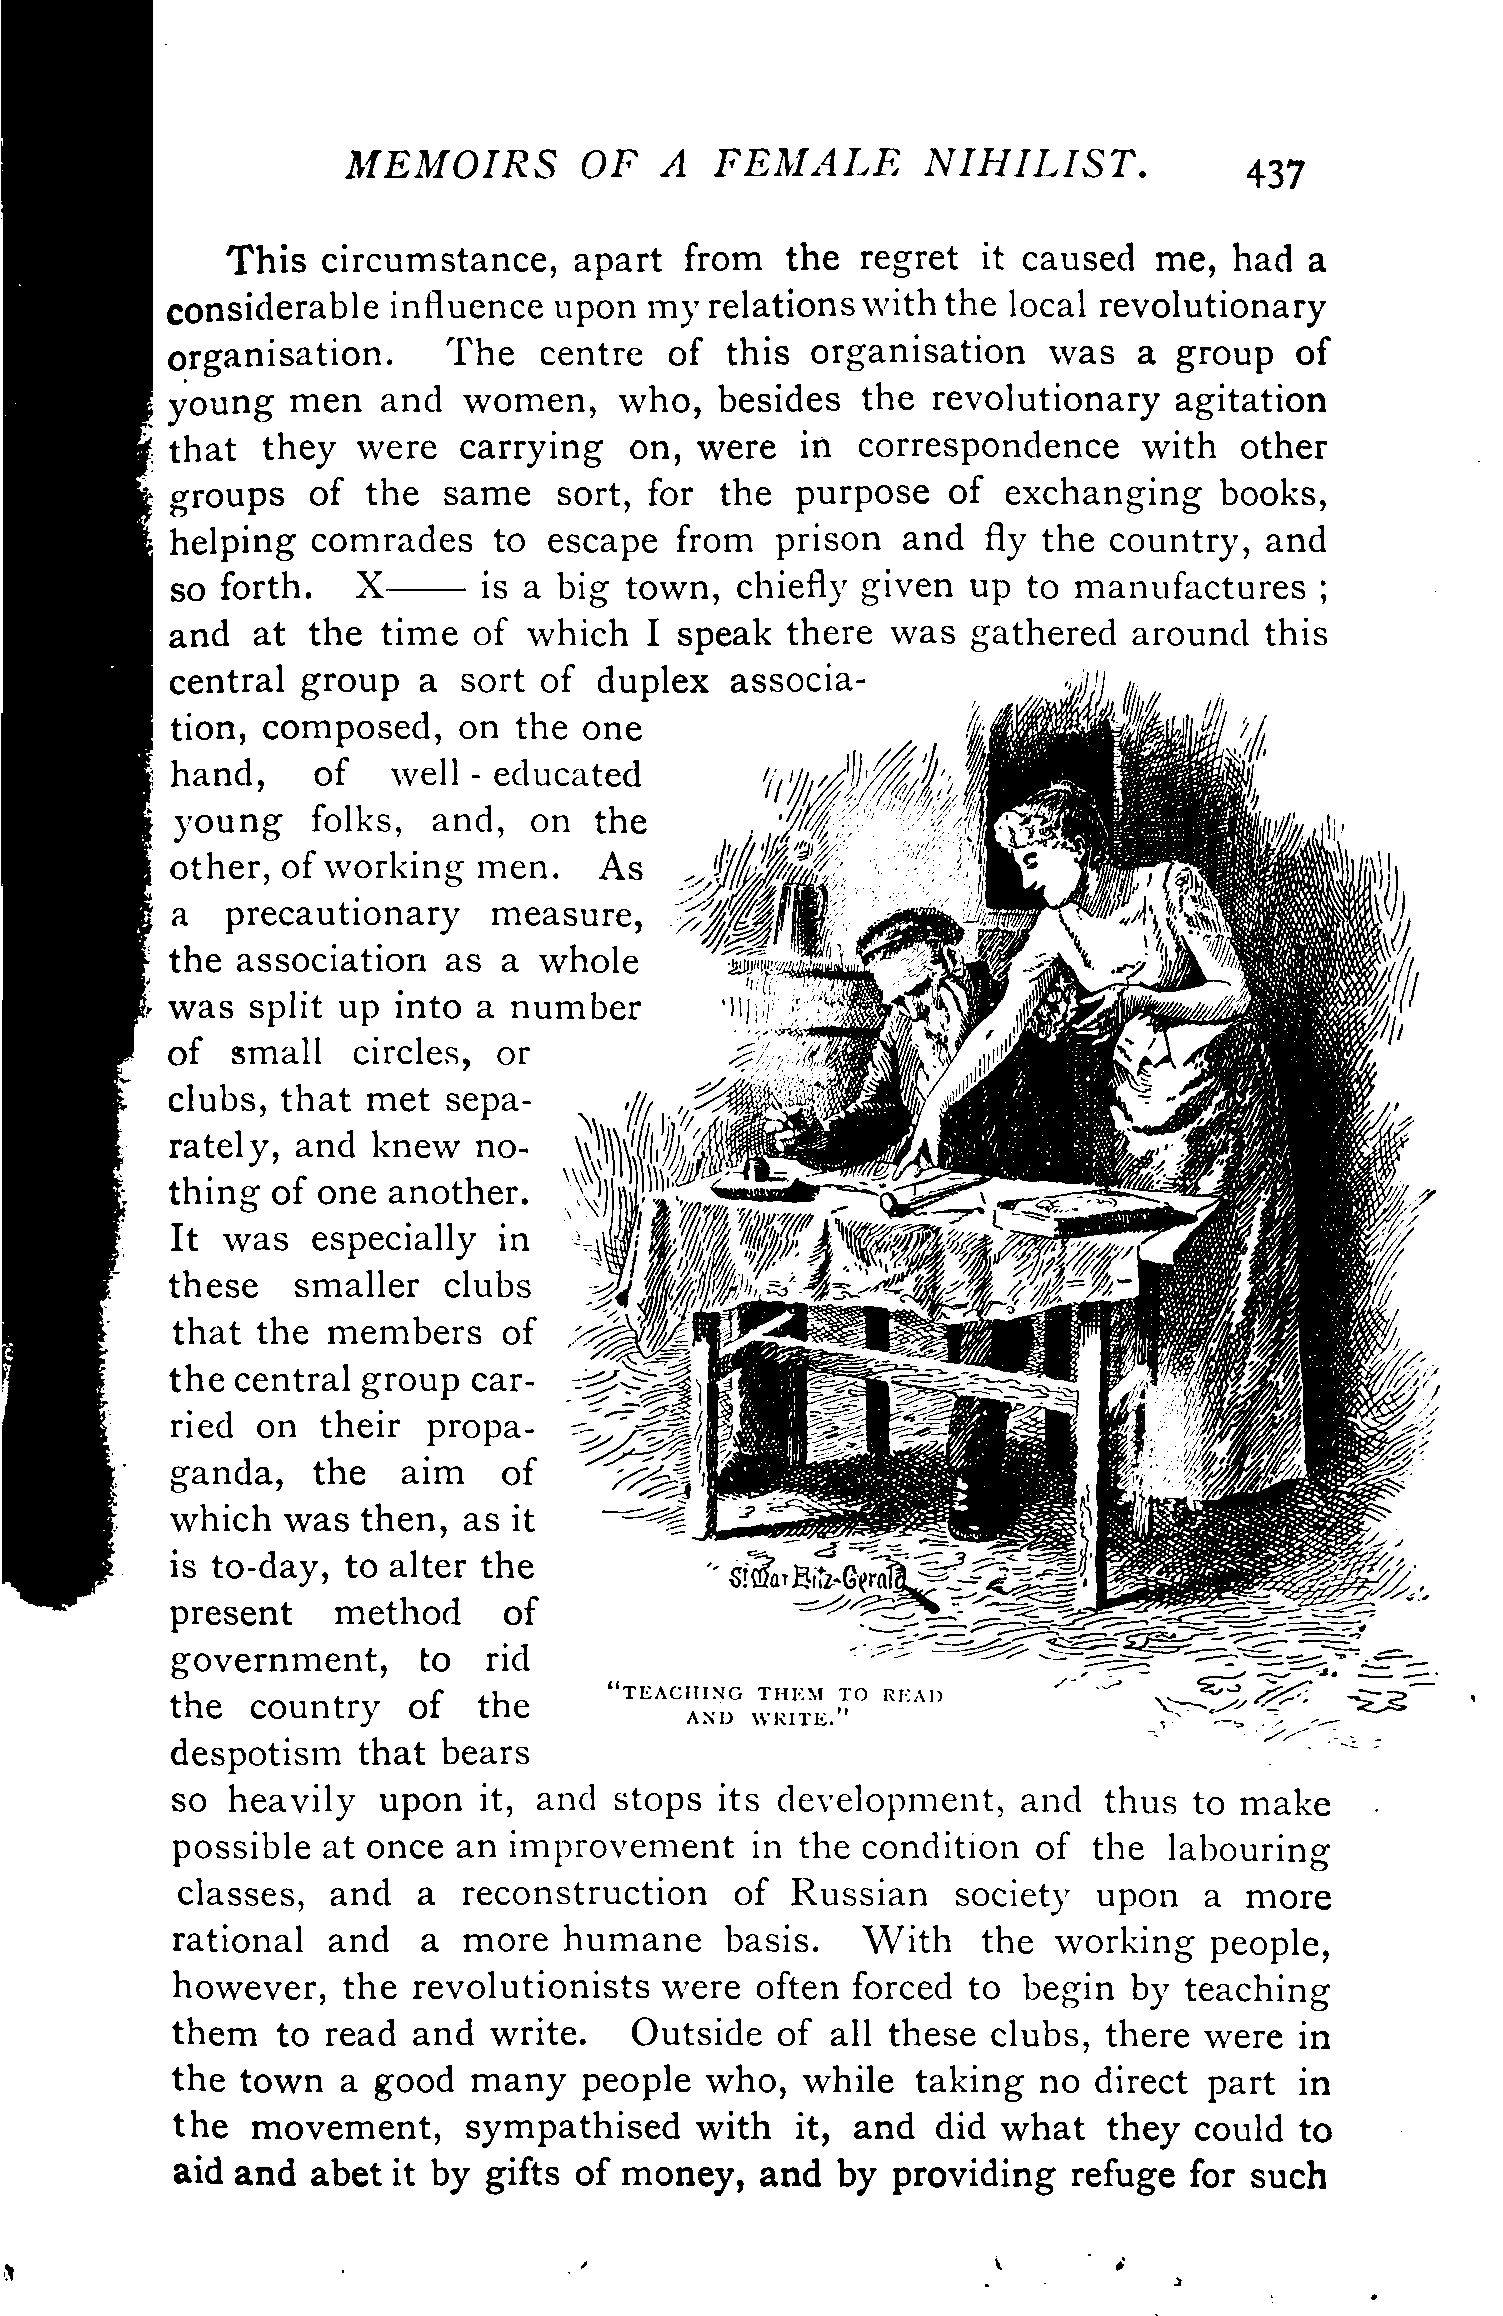 MEMOIRS OF A FEMALE NIHILIST. 437
This circumstance, apart from the regret it caused me, had a
considerable influence upon my relations with the local revolutionary
organisation. The centre of this organisation was a group of
young men and women, who, besides the revolutionary agitation
that they were carrying on, were in correspondence with other
groups of the same sort, for the purpose of exchanging books,
helping comrades to escape from prison and fly the country, and
so forth. X—— is a big town, chiefly given up to manufactures ;
and at the time of which I speak there was gathered around this
central group a sort of duplex associa-
tion, composed, on the one
hand, of well-educated
young folks, and, on the
other, of working men. As
a precautionary measure,
the association as a whole
was split up into a number
of small circles, or
clubs, that met sepa-
rately, and knew no-
thing of one another.
It was especially in
these smaller clubs
that the members of
the central group car-
ried on their propa-
ganda, the aim of
which was then, as it
is to-day, to alter the
present method of
government, to rid
the country of the
despotism that bears
so heavily upon it, and stops its development, and thus to make
possible at once an improvement in the condition of the labouring
classes, and a reconstruction of Russian society upon a more
rational and a more humane basis. With the working people,
however, the revolutionists were often forced to begin by teaching
them to read and write. Outside of all these clubs, there were in
the town a good many people who, while taking no direct part in
the movement, sympathised with it, and did what they could to
aid and abet it by gifts of money, and by providing refuge for such
Fitz-Gerald
"TEACHING THEM TO READ
AND WRITE."